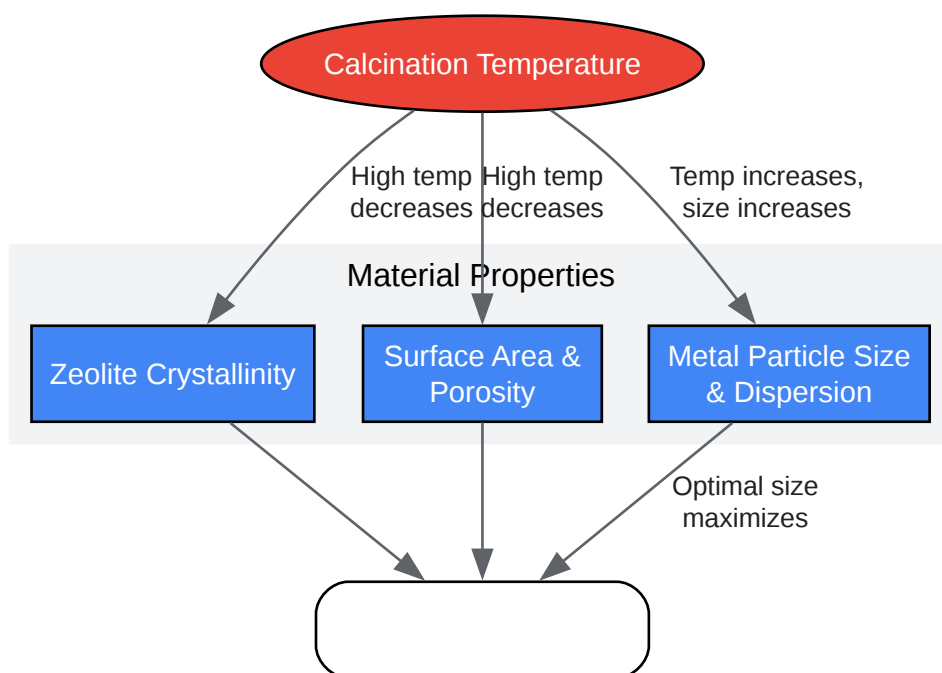 Calcination Temperature
High temp
decreases
High temp
decreases
Temp increases,
size increases
Material Properties
Zeolite Crystallinity
Surface Area &
Porosity
Metal Particle Size
& Dispersion
Optimal size
maximizes